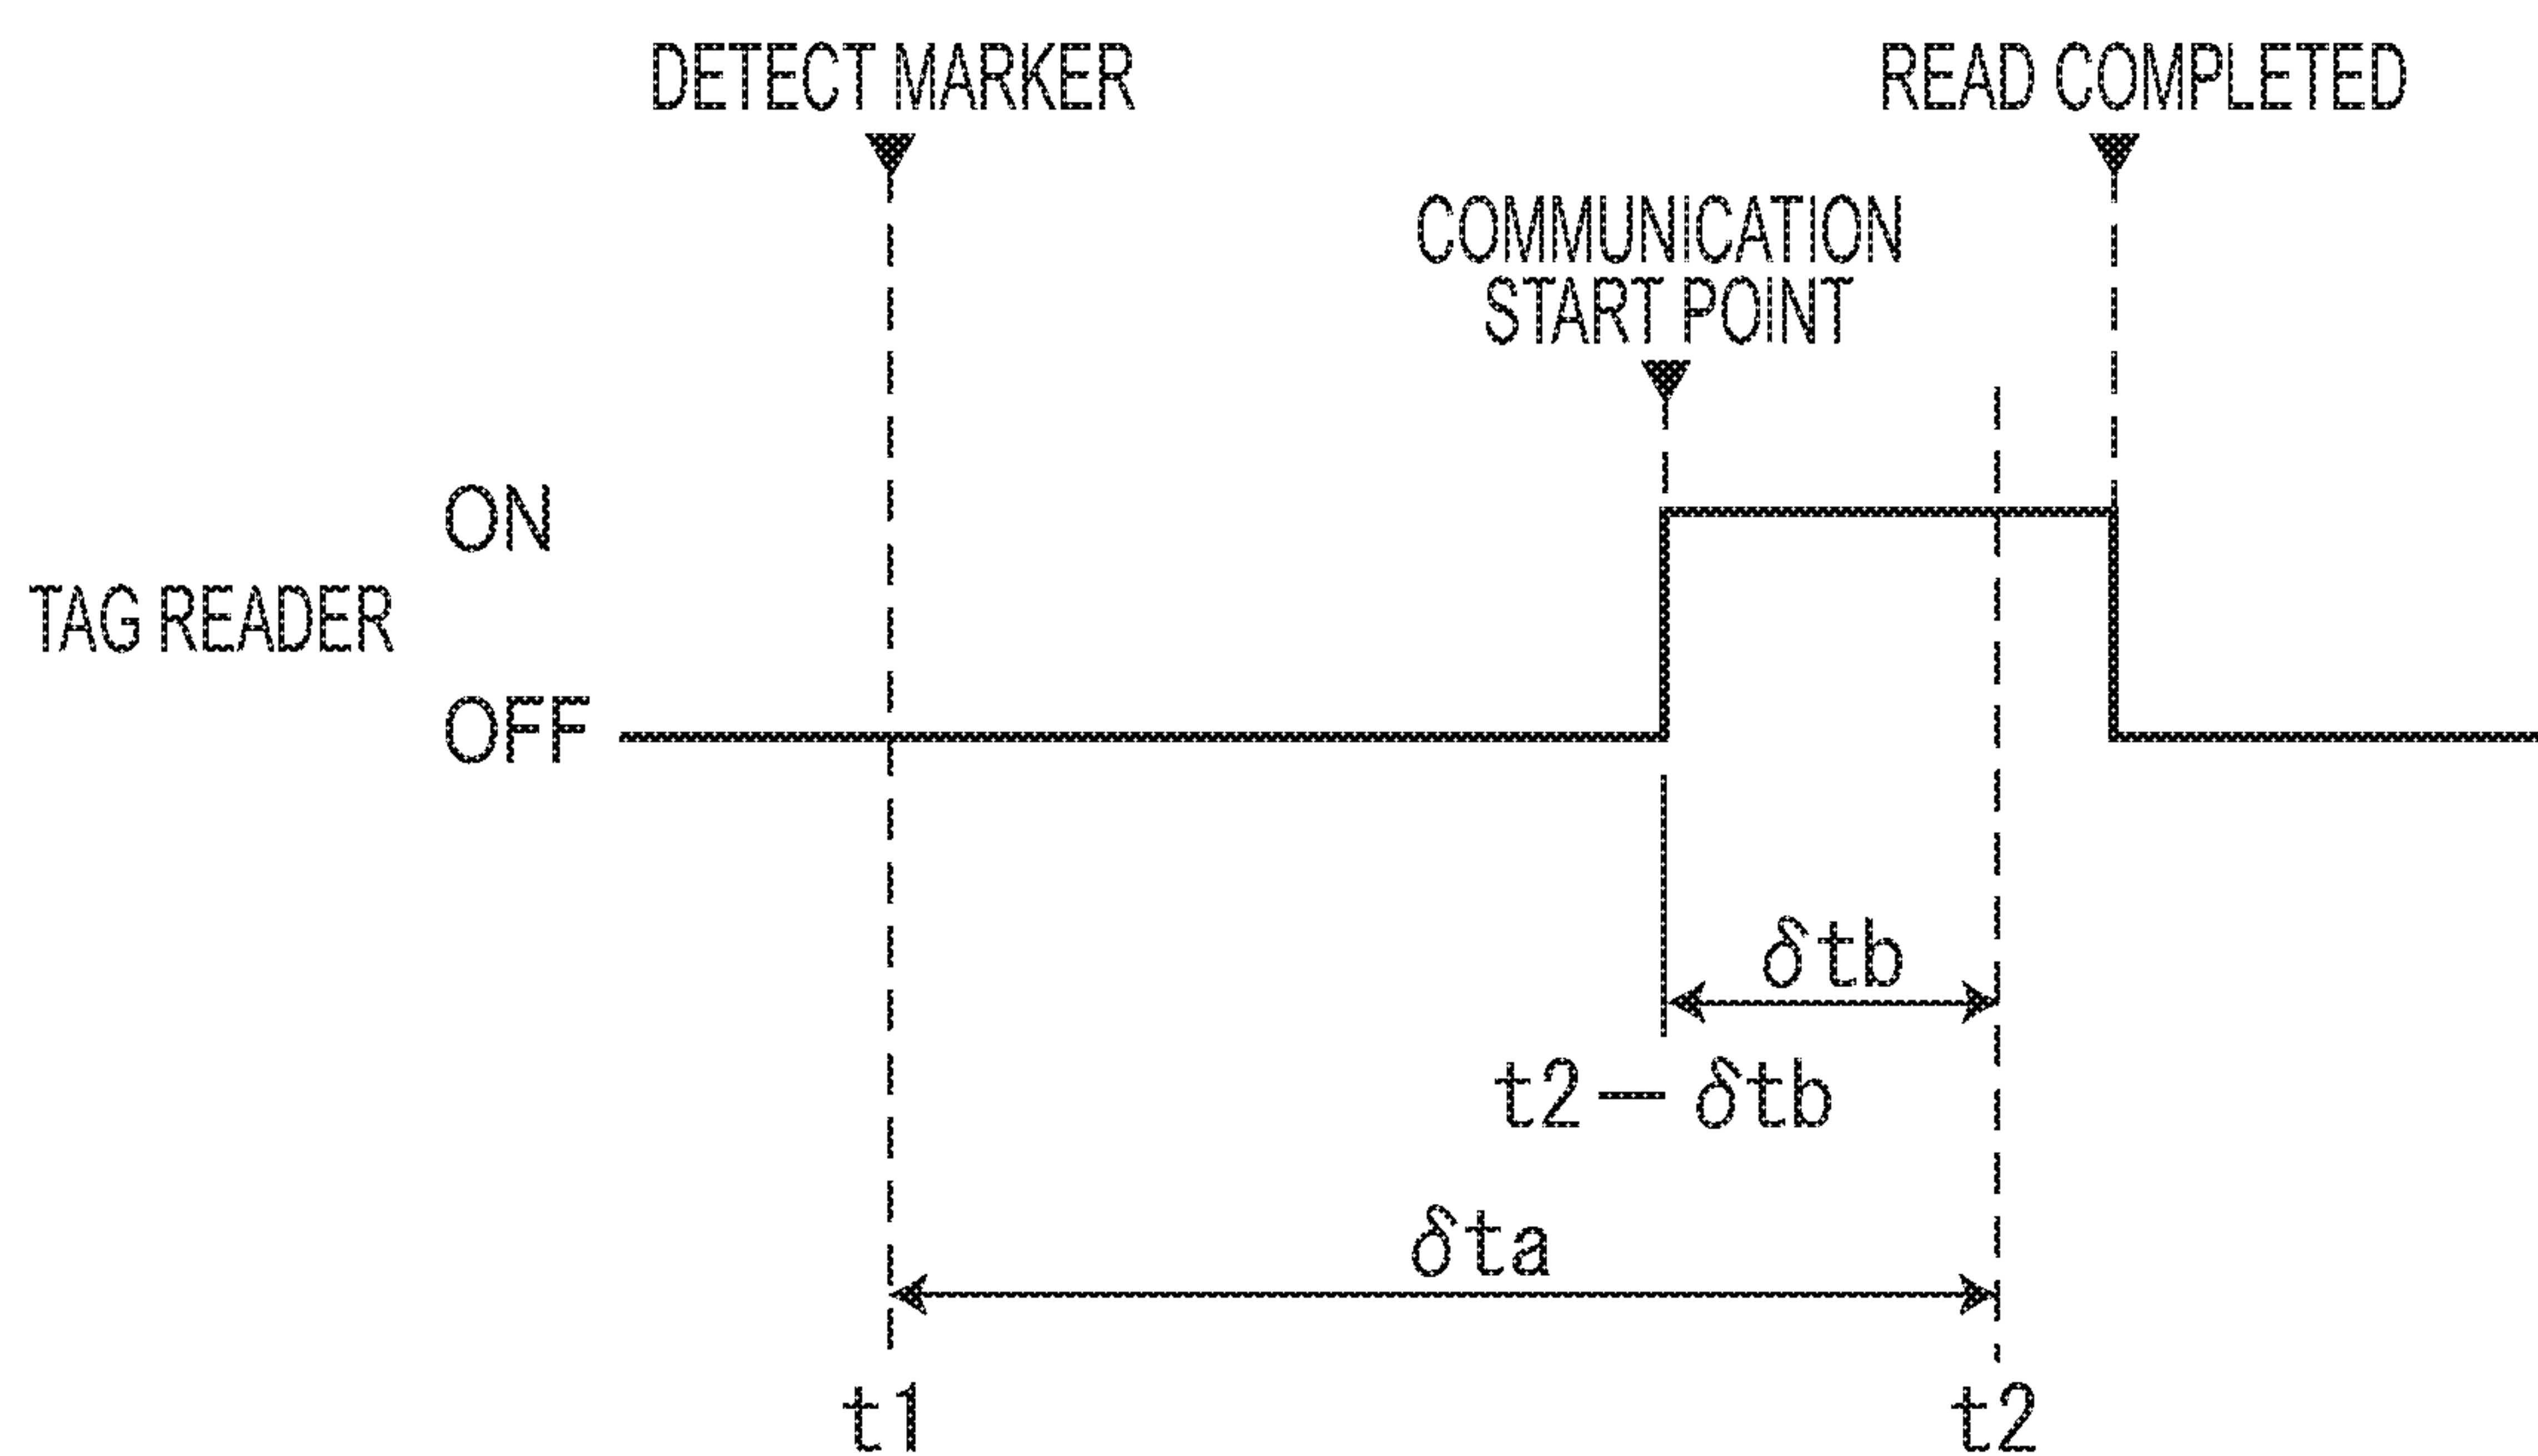 DETECT MARKER
READ COMPLETED
COMMUNICATION
START POINT
ON
TAG READER
OFF
δtb
t2－δtb
δta
t1
t2